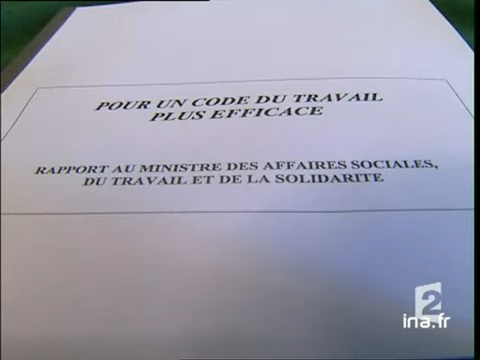 POUR UN CODE DU TRAVAIL
PLUS EFFICACE
RAPPORT AU MINISTRE DES AFFAIRES SOCIALES,
DU TRAVAIL ET DE LA SOLIDARITE
2
ina.fr